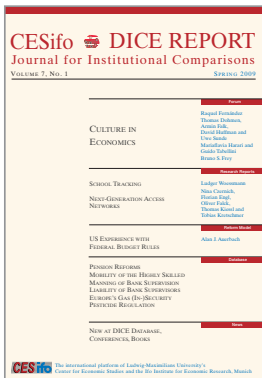 CESifo DICE REPORT
Journal for Institutional Comparisons
VOLUME 7, NO. 1 SPRING 2009
Forum
CULTURE IN
ECONOMICS
Raquel Fernández
Thomas Dohmen,
Armin Falk,
David Huffman and
Uwe Sunde
Mariaflavia Harari and
Guido Tabellini
Bruno S. Frey
Research Reports
SCHOOL TRACKING
Ludger Woessmann
NEXT-GENERATION ACCESS
NETWORKS
Nina Czernich,
Florian Engl,
Oliver Falck,
Thomas Kiessl and
Tobias Kretschmer
Reform Model
US EXPERIENCE WITH
FEDERAL BUDGET RULES
Alan J. Auerbach
Database
PENSION REFORMS
MOBILITY OF THE HIGHLY SKILLED
MANNING OF BANK SUPERVISION
LIABILITY OF BANK SUPERVISORS
EUROPE'S GAS (IN-)SECURITY
PESTICIDE REGULATION
News
NEW AT DICE DATABASE,
CONFERENCES, BOOKS
CESifo
The international platform of Ludwig-Maximilians University's
Center for Economic Studies and the Ifo Institute for Economic Research, Munich